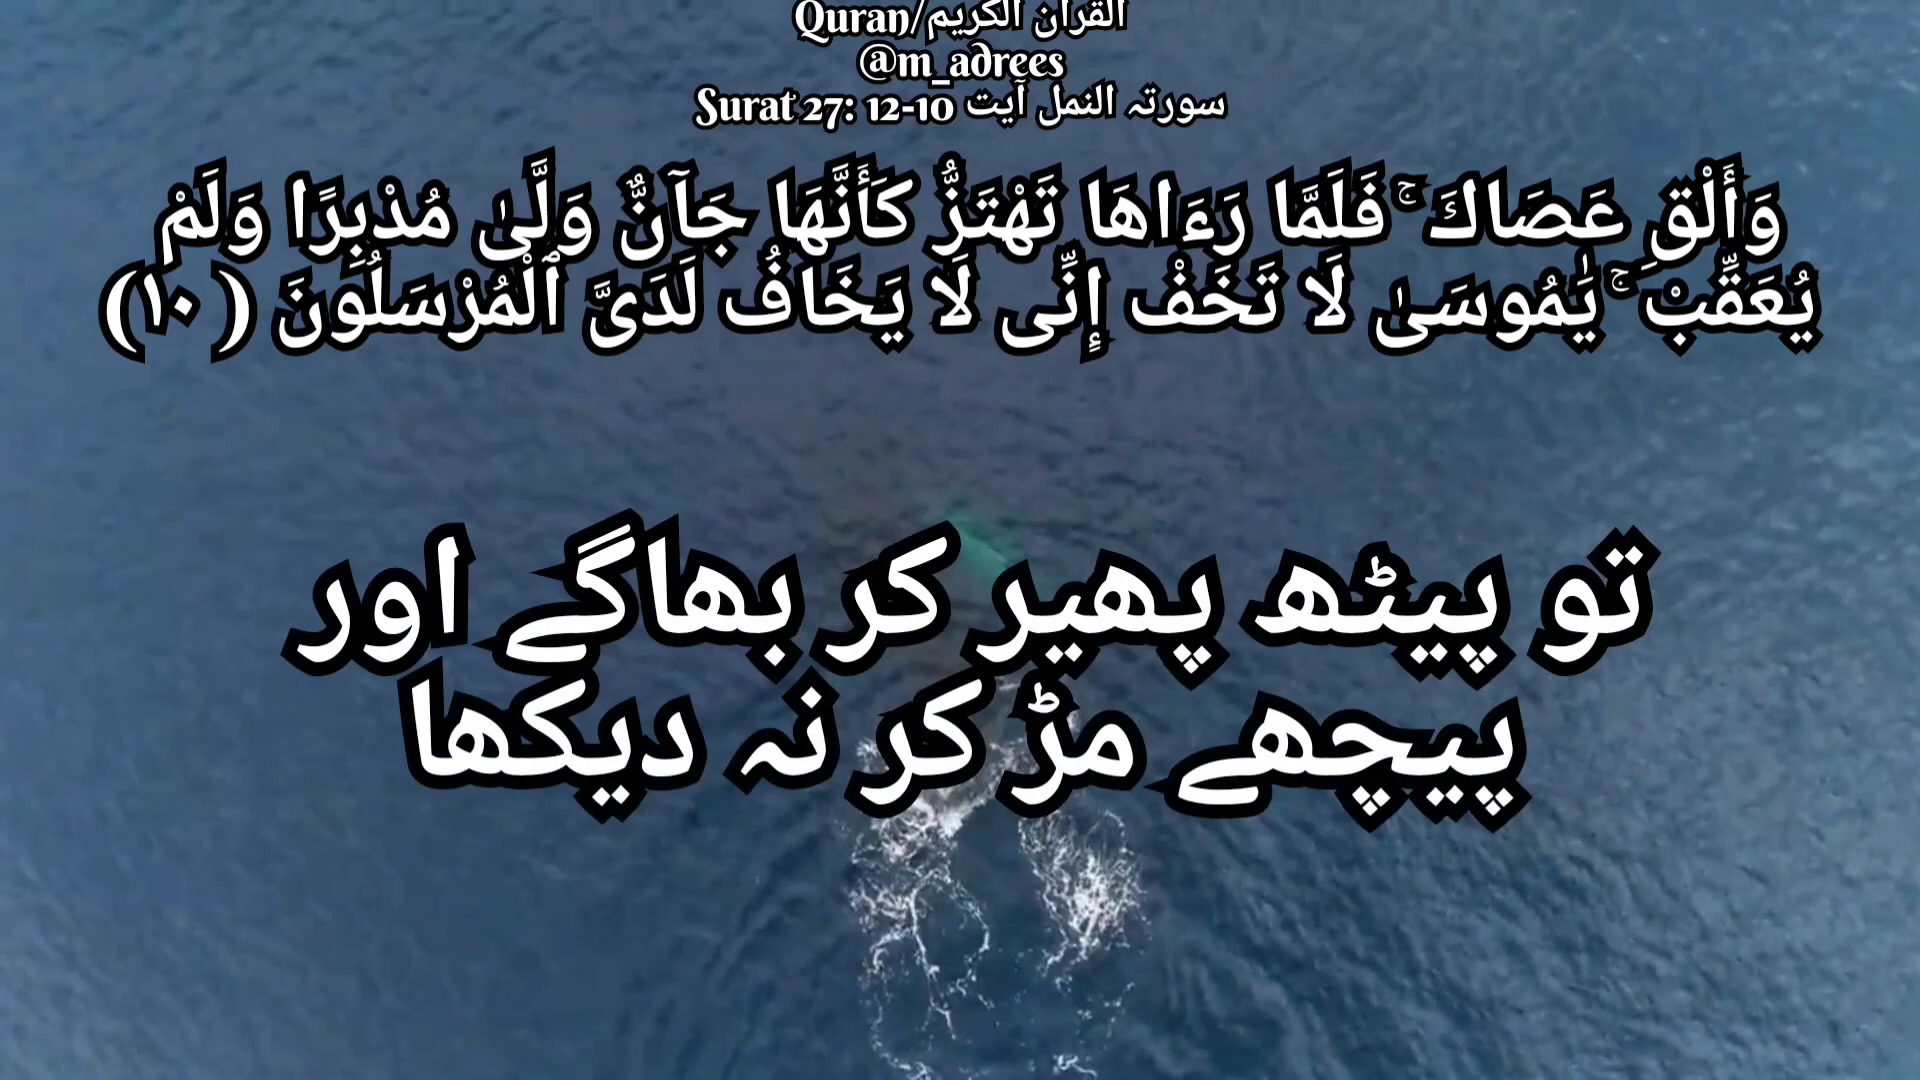 Quran/القرآن الكريم
@m_adrees
Surat 27: 12-10 سورتہ النمل آیت
وَأَلْقِ عَصَاكَ ۚ فَلَمَّا رَءَاهَا تَهْتَزُّ كَأَنَّهَا جَآنٌّ وَلَّىٰ مُدْبِرًا وَلَمْ
يُعَقِّبْ ۚ يَٰمُوسَىٰ لَا تَخَفْ إِنِّى لَا يَخَافُ لَدَىَّ ٱلْمُرْسَلُونَ (١٠)
تو پیٹھ پھیر کر بھاگے اور
پیچھے مڑ کر نہ دیکھا